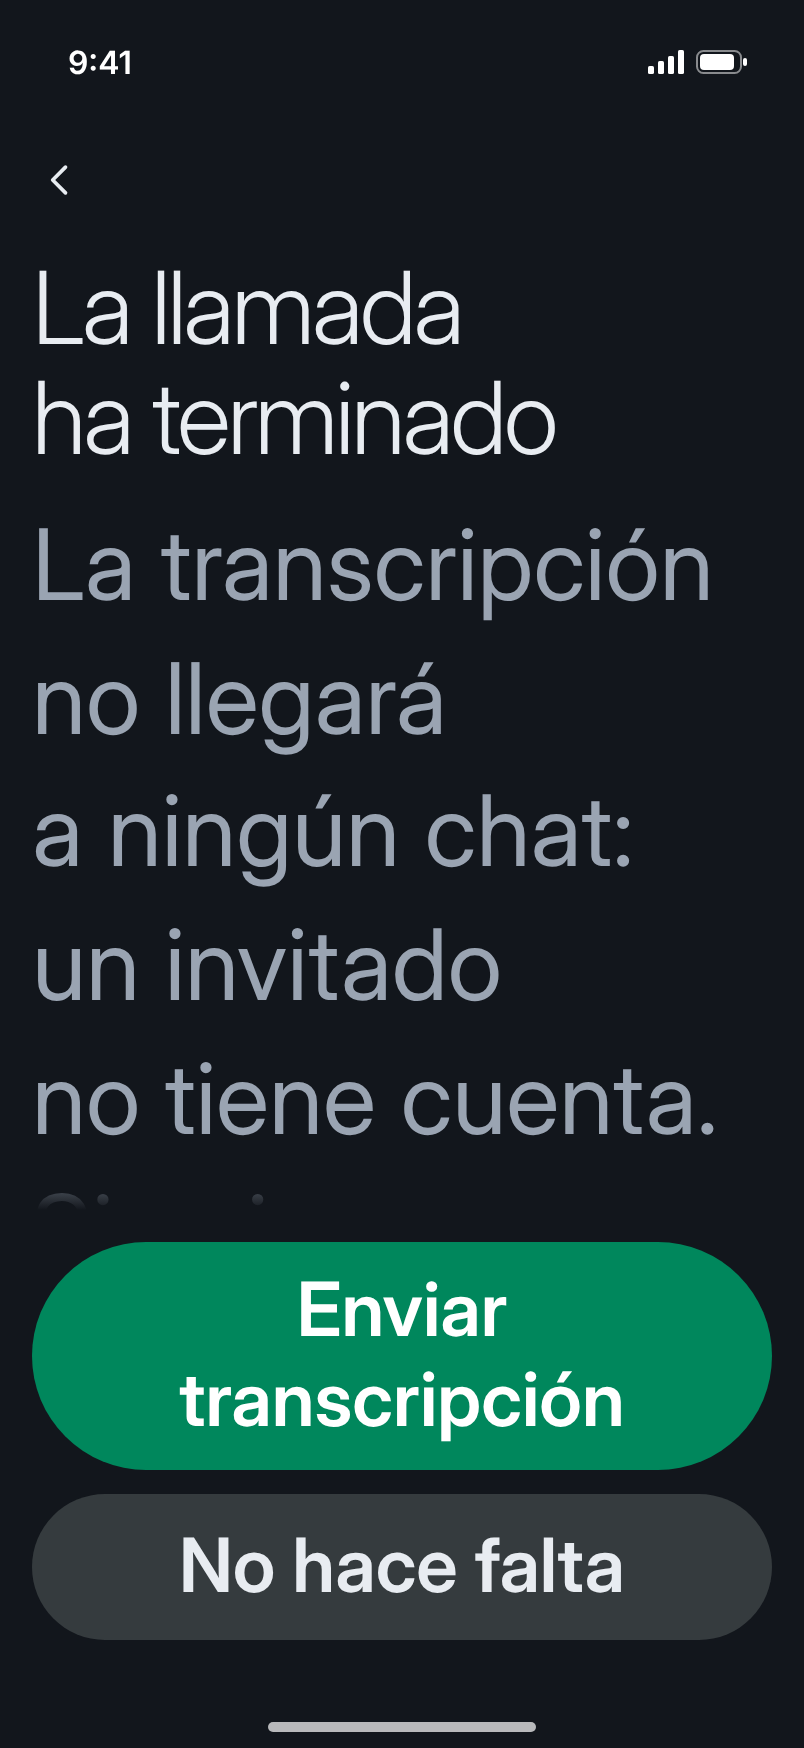 9:41
La llamada
ha terminado
La transcripción
no llegará
a ningún chat:
un invitado
no tiene cuenta.
Enviar
transcripción
No hace falta